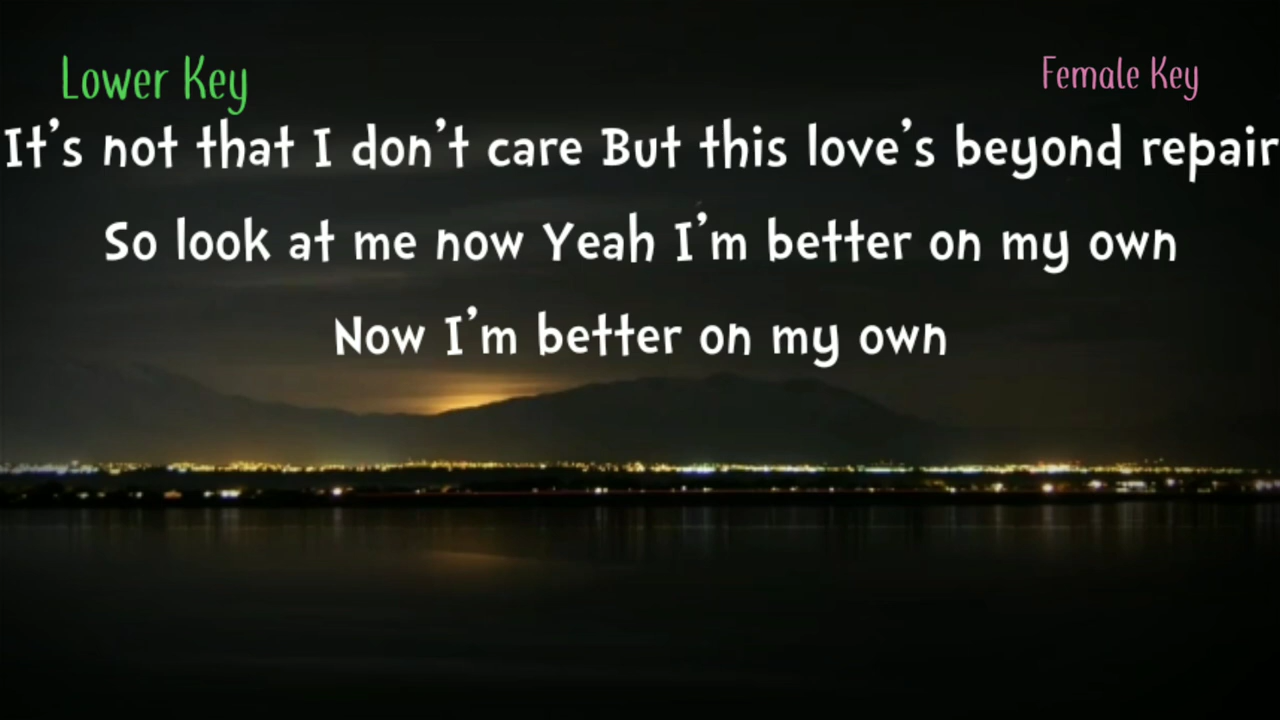 Lower Key
Female Key
It's not that I don't care But this love's beyond repair
So look at me now Yeah I'm better on my own
Now I'm better on my own